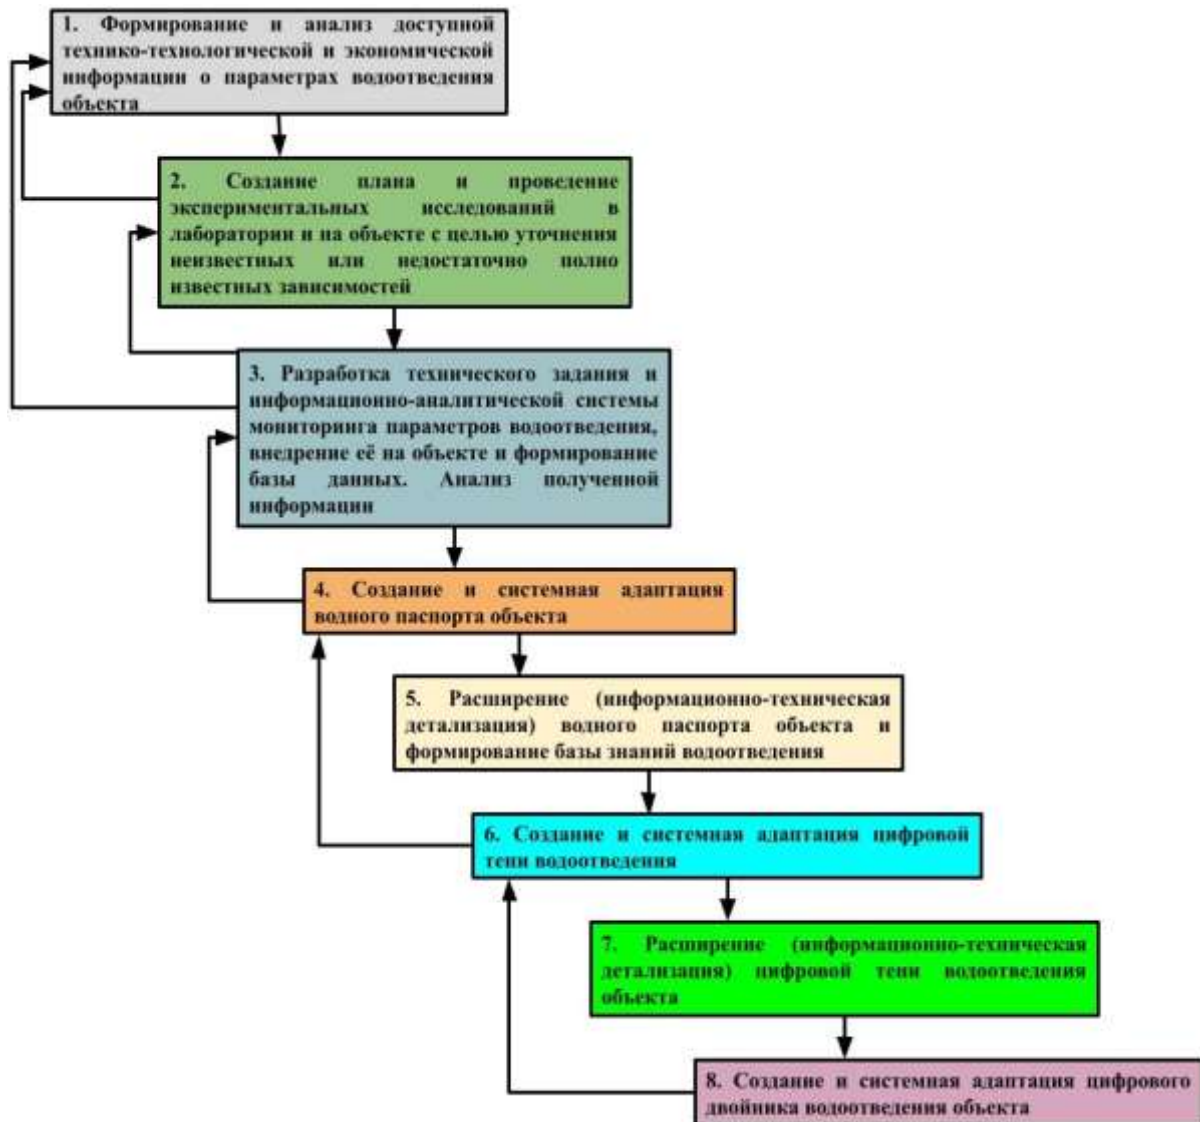 1. Формирование и анализ доступной
технико-технологической и экономической
информации о параметрах водоотведения
объекта
2. Создание плана и проведение
экспериментальных исследований в
лаборатории и на объекте с целью уточнения
неизвестных или недостаточно полно
известных зависимостей
3. Разработка технического задания и
информационно-аналитической системы
мониторинга параметров водоотведения,
внедрение её на объекте и формирование
базы данных. Анализ полученной
информации
4. Создание и системная адаптация
водного паспорта объекта
5. Расширение (информационно-техническая
детализация) водного паспорта объекта и
формирование базы знаний водоотведения
6. Создание и системная адаптация цифровой
тени водоотведения
7. Расширение (информационно-техническая
детализация) цифровой тени водоотведения
объекта
8. Создание и системная адаптация цифрового
двойника водоотведения объекта